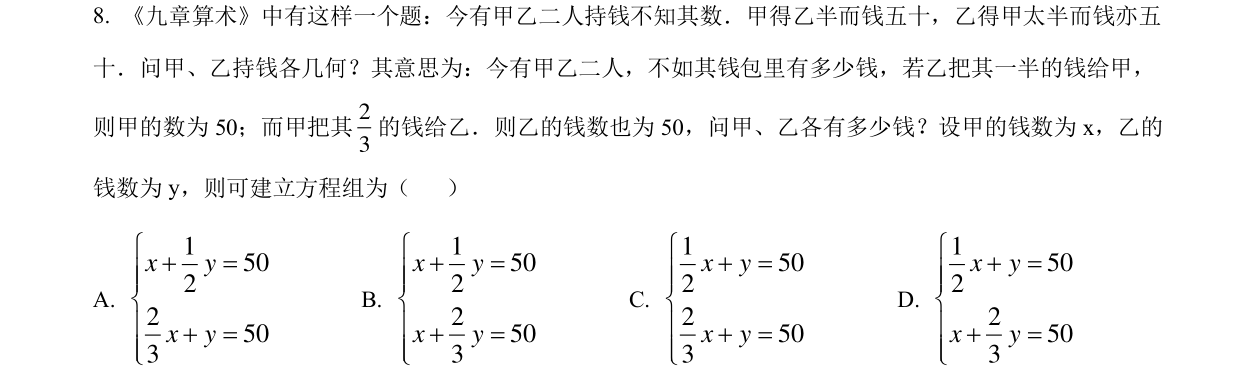 8. 《九章算术》中有这样一个题：今有甲乙二人持钱不知其数．甲得乙半而钱五十，乙得甲太半而钱亦五
十．问甲、乙持钱各几何？其意思为：今有甲乙二人，不如其钱包里有多少钱，若乙把其一半的钱给甲，
则甲的数为 50；而甲把其 2/3 的钱给乙．则乙的钱数也为 50，问甲、乙各有多少钱？设甲的钱数为 x，乙的
钱数为 y，则可建立方程组为（ ）
A. { x + 1/2 y = 50, 2/3 x + y = 50 B. { x + 1/2 y = 50, x + 2/3 y = 50 C. { 1/2 x + y = 50, 2/3 x + y = 50 D. { 1/2 x + y = 50, x + 2/3 y = 50